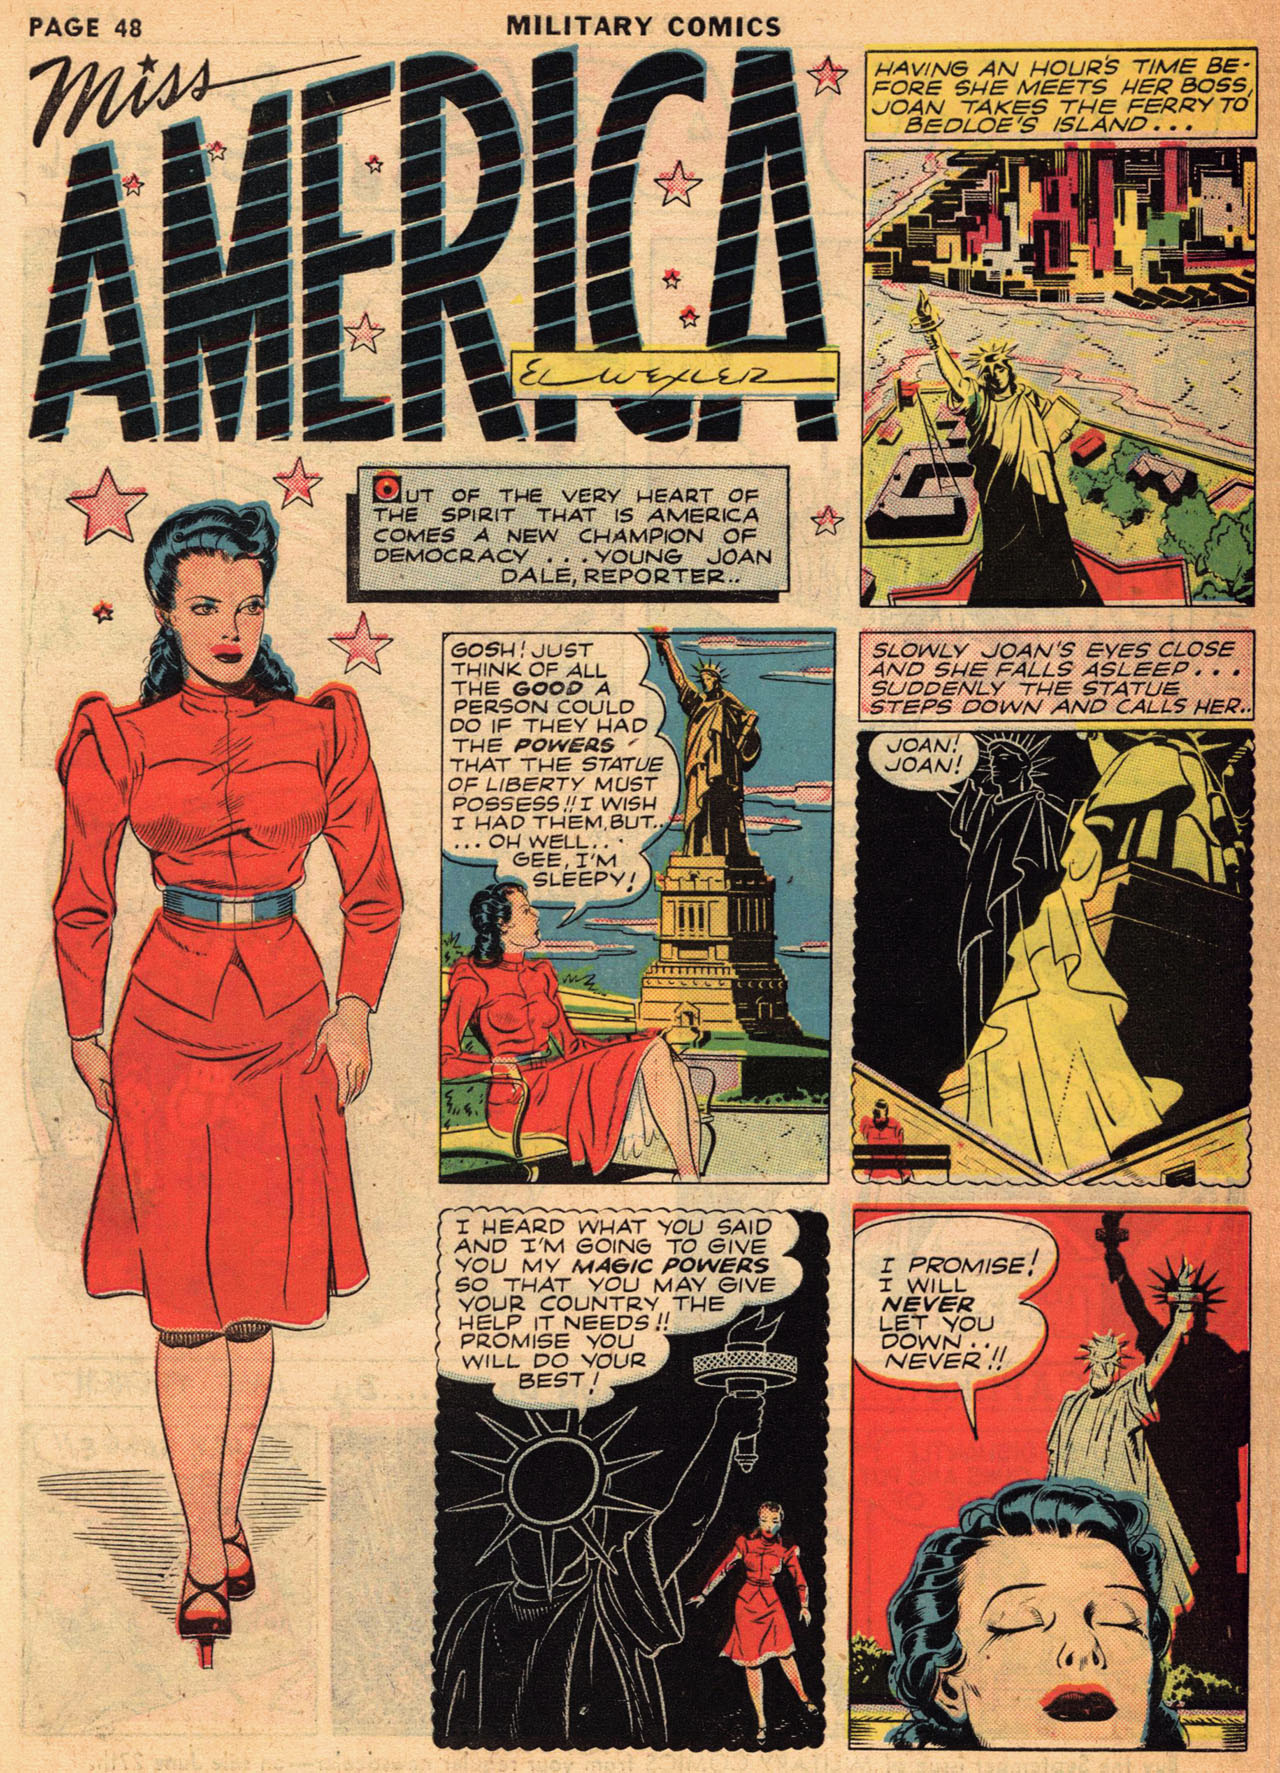 PAGE 48
MILITARY COMICS
Miss
AMERICA
EL WEXLER
HAVING AN HOUR'S TIME BE-
FORE SHE MEETS HER BOSS,
JOAN TAKES THE FERRY TO
BEDLOE'S ISLAND...
OUT OF THE VERY HEART OF
THE SPIRIT THAT IS AMERICA
COMES A NEW CHAMPION OF
DEMOCRACY...YOUNG JOAN
DALE, REPORTER..
GOSH! JUST
THINK OF ALL
THE GOOD A
PERSON COULD
DO IF THEY HAD
THE POWERS
THAT THE STATUE
OF LIBERTY MUST
POSSESS!! I WISH
I HAD THEM, BUT..
...OH WELL...
GEE, I'M
SLEEPY!
SLOWLY JOAN'S EYES CLOSE
AND SHE FALLS ASLEEP...
SUDDENLY THE STATUE
STEPS DOWN AND CALLS HER..
JOAN!
JOAN!
I HEARD WHAT YOU SAID
AND I'M GOING TO GIVE
YOU MY MAGIC POWERS
SO THAT YOU MAY GIVE
YOUR COUNTRY THE
HELP IT NEEDS!!
PROMISE YOU
WILL DO YOUR
BEST!
I PROMISE!
I WILL
NEVER
LET YOU
DOWN..
NEVER!!